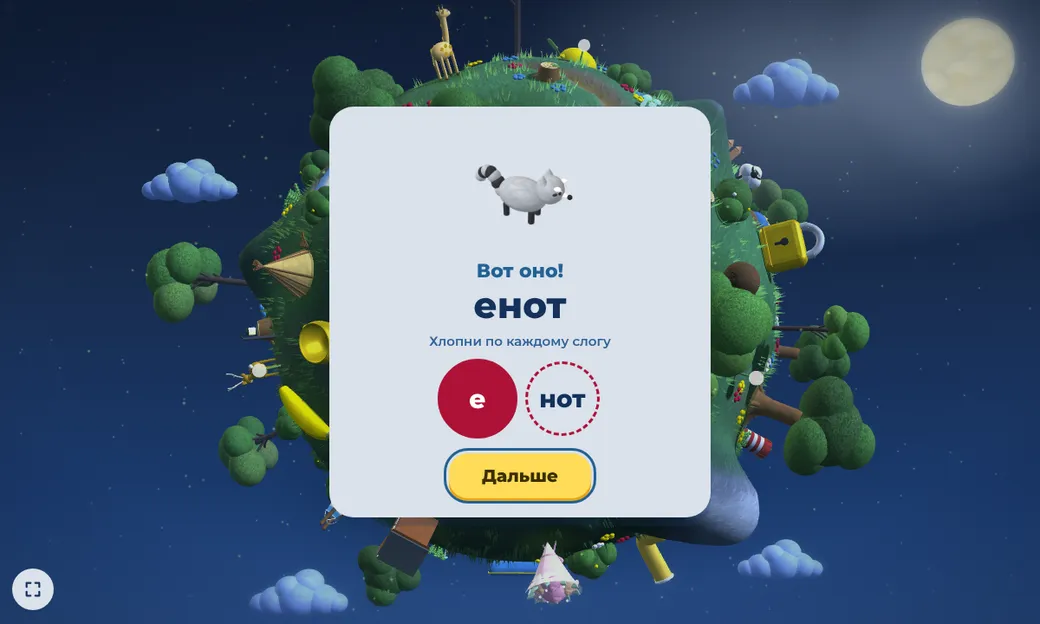 Вот оно!
енот
Хлопни по каждому слогу
е нот
Дальше